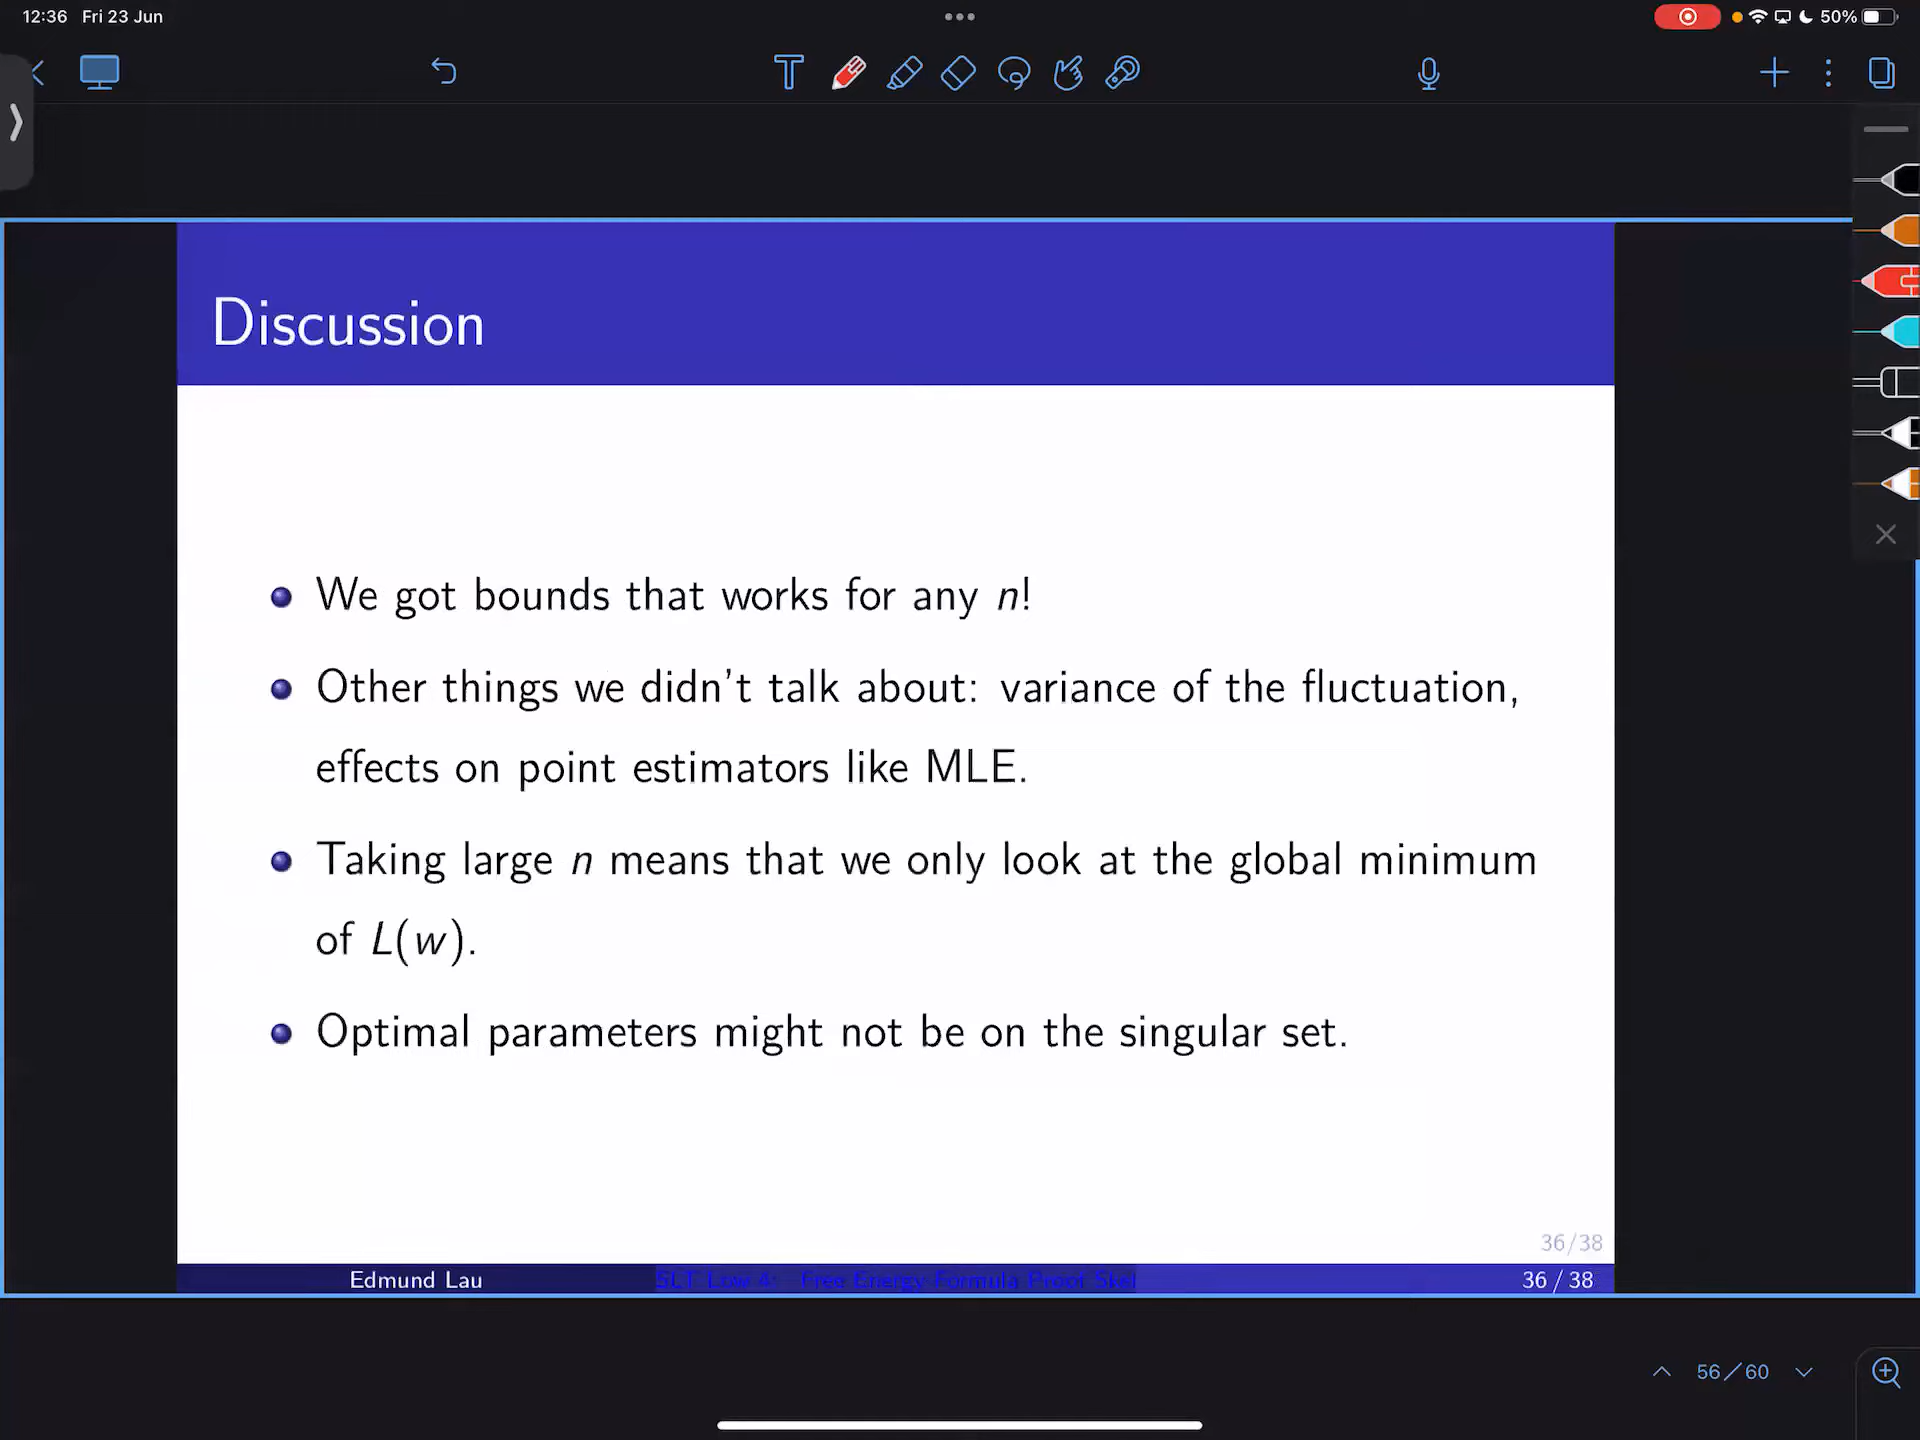 12:36 Fri 23 Jun
50%
Discussion
We got bounds that works for any n!
Other things we didn't talk about: variance of the fluctuation,
effects on point estimators like MLE.
Taking large n means that we only look at the global minimum
of L(w).
Optimal parameters might not be on the singular set.
36/38
Edmund Lau
SLT Low 4: Free Energy Formula Proof Sket
36 / 38
56/60